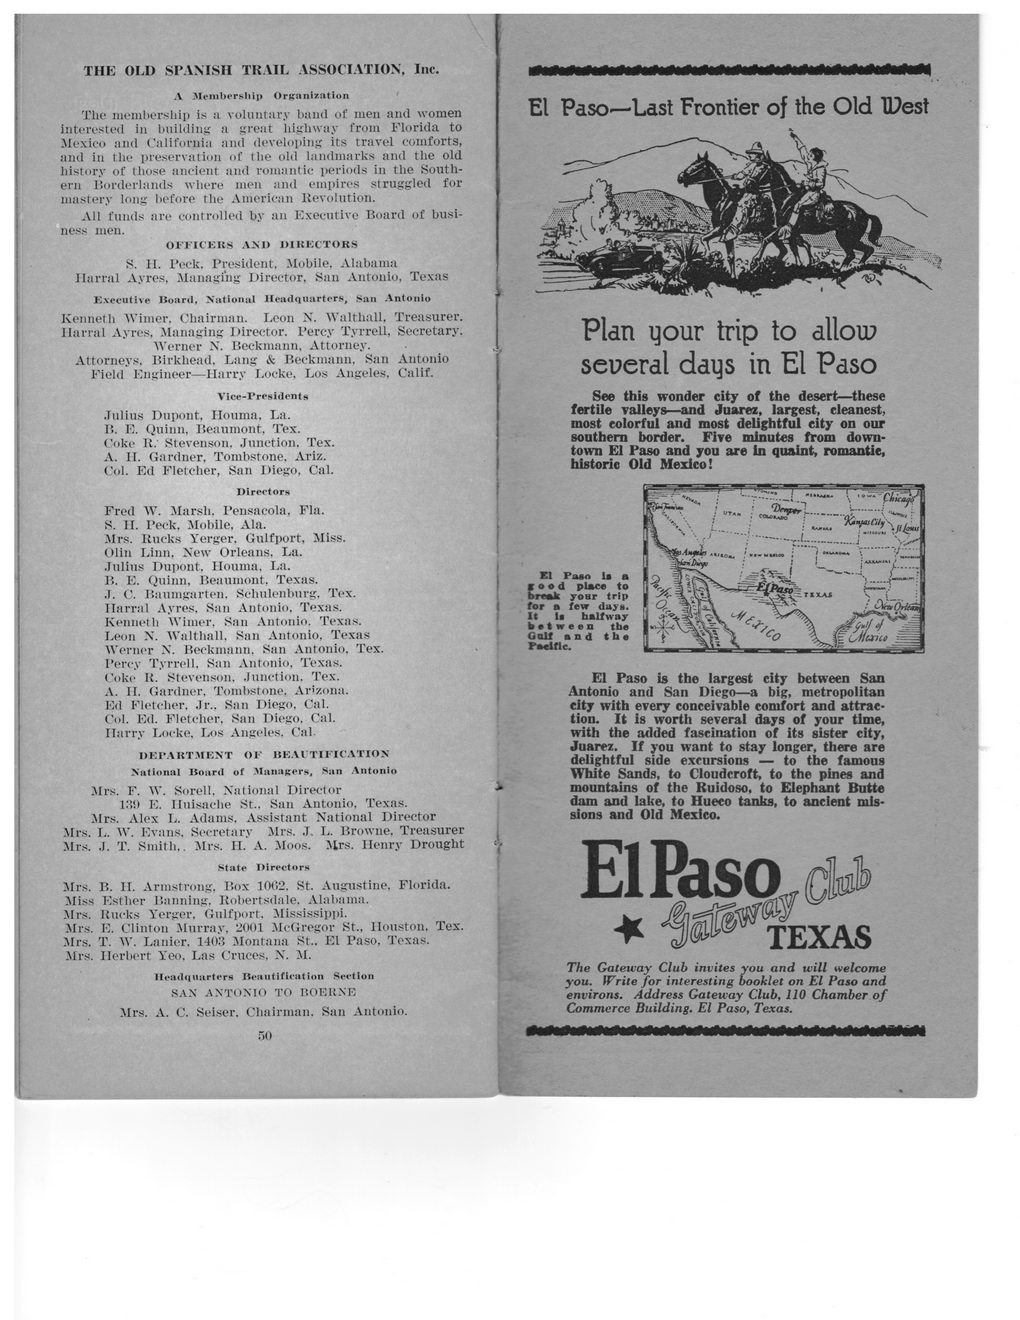 THE OLD SPANISH TRAIL ASSOCIATION, Inc.
A Membership Organization
The membership is a voluntary band of men and women
interested in building a great highway from Florida to
Mexico and California and developing its travel comforts,
and in the preservation of the old landmarks and the old
history of those ancient and romantic periods in the South-
ern Borderlands where men and empires struggled for
mastery long before the American Revolution.
All funds are controlled by an Executive Board of busi-
ness men.
OFFICERS AND DIRECTORS
S. H. Peck, President, Mobile, Alabama
Harral Ayres, Managing Director, San Antonio, Texas
Executive Board, National Headquarters, San Antonio
Kenneth Wimer, Chairman. Leon N. Walthall, Treasurer.
Harral Ayres, Managing Director. Percy Tyrrell, Secretary.
Werner N. Beckmann, Attorney.
Attorneys, Birkhead, Lang & Beckmann, San Antonio
Field Engineer—Harry Locke, Los Angeles, Calif.
Vice-Presidents
Julius Dupont, Houma, La.
B. E. Quinn, Beaumont, Tex.
Coke R. Stevenson, Junction, Tex.
A. H. Gardner, Tombstone, Ariz.
Col. Ed Fletcher, San Diego, Cal.
Directors
Fred W. Marsh, Pensacola, Fla.
S. H. Peck, Mobile, Ala.
Mrs. Rucks Yerger, Gulfport, Miss.
Olin Linn, New Orleans, La.
Julius Dupont, Houma, La.
B. E. Quinn, Beaumont, Texas.
J. C. Baumgarten, Schulenburg, Tex.
Harral Ayres, San Antonio, Texas.
Kenneth Wimer, San Antonio, Texas.
Leon N. Walthall, San Antonio, Texas
Werner N. Beckmann, San Antonio, Tex.
Percy Tyrrell, San Antonio, Texas.
Coke R. Stevenson, Junction, Tex.
A. H. Gardner, Tombstone, Arizona.
Ed Fletcher, Jr., San Diego, Cal.
Col. Ed. Fletcher, San Diego, Cal.
Harry Locke, Los Angeles, Cal.
DEPARTMENT OF BEAUTIFICATION
National Board of Managers, San Antonio
Mrs. F. W. Sorell, National Director
139 E. Huisache St., San Antonio, Texas.
Mrs. Alex L. Adams, Assistant National Director
Mrs. L. W. Evans, Secretary Mrs. J. L. Browne, Treasurer
Mrs. J. T. Smith, Mrs. H. A. Moos. Mrs. Henry Drought
State Directors
Mrs. B. H. Armstrong, Box 1062, St. Augustine, Florida.
Miss Esther Banning, Robertsdale, Alabama.
Mrs. Rucks Yerger, Gulfport, Mississippi.
Mrs. E. Clinton Murray, 2001 McGregor St., Houston, Tex.
Mrs. T. W. Lanier, 1403 Montana St., El Paso, Texas.
Mrs. Herbert Yeo, Las Cruces, N. M.
Headquarters Beautification Section
SAN ANTONIO TO BOERNE
Mrs. A. C. Seiser, Chairman, San Antonio.
50
El Paso—Last Frontier of the Old West
Plan your trip to allow
several days in El Paso
See this wonder city of the desert—these
fertile valleys—and Juarez, largest, cleanest,
most colorful and most delightful city on our
southern border. Five minutes from down-
town El Paso and you are in quaint, romantic,
historic Old Mexico!
El Paso is a
good place to
break your trip
for a few days.
It is halfway
between the
Gulf and the
Pacific.
NEVADA
UTAH
COLORADO
Denver
NEBRASKA
IOWA
Chicago
ILLINOIS
KANSAS
Kansas City
MISSOURI
St Louis
San Francisco
CALIFORNIA
Los Angeles
San Diego
ARIZONA
NEW MEXICO
OKLAHOMA
ARKANSAS
MISSISSIPPI
El Paso
TEXAS
New Orleans
Pacific Ocean
MEXICO
Gulf of Mexico
El Paso is the largest city between San
Antonio and San Diego—a big, metropolitan
city with every conceivable comfort and attrac-
tion. It is worth several days of your time,
with the added fascination of its sister city,
Juarez. If you want to stay longer, there are
delightful side excursions — to the famous
White Sands, to Cloudcroft, to the pines and
mountains of the Ruidoso, to Elephant Butte
dam and lake, to Hueco tanks, to ancient mis-
sions and Old Mexico.
El Paso
Gateway Club
TEXAS
The Gateway Club invites you and will welcome
you. Write for interesting booklet on El Paso and
environs. Address Gateway Club, 110 Chamber of
Commerce Building. El Paso, Texas.